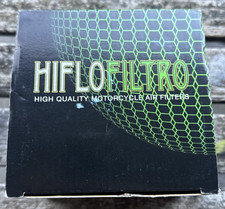 HIFLOFILTRO
HIGH QUALITY MOTORCYCLE AIR FILTERS